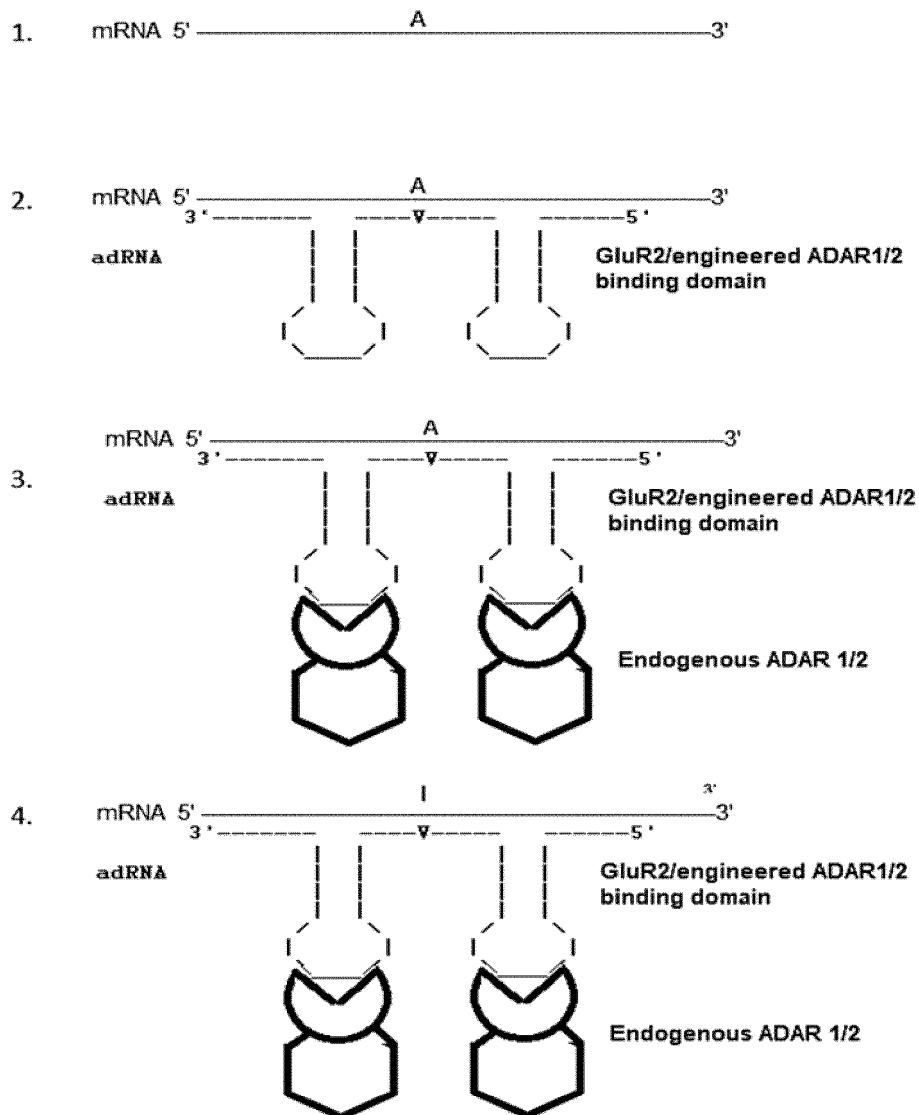 1. mRNA 5' A 3'
2. mRNA 5' A 3'
3' V 5'
adRNA GluR2/engineered ADAR1/2
binding domain
3. mRNA 5' A 3'
3' V 5'
adRNA GluR2/engineered ADAR1/2
binding domain
Endogenous ADAR 1/2
4. mRNA 5' I 3' 3'
3' V 5'
adRNA GluR2/engineered ADAR1/2
binding domain
Endogenous ADAR 1/2